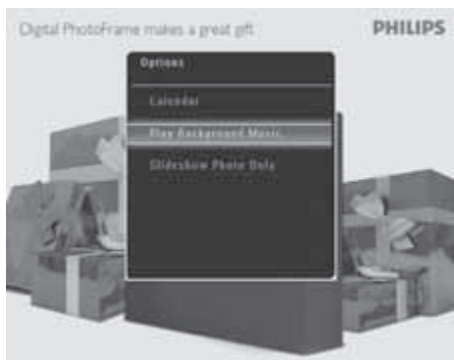 Digital PhotoFrame makes a great gift
PHILIPS
Options
Calendar
Play Background Music
Slideshow Photo Only